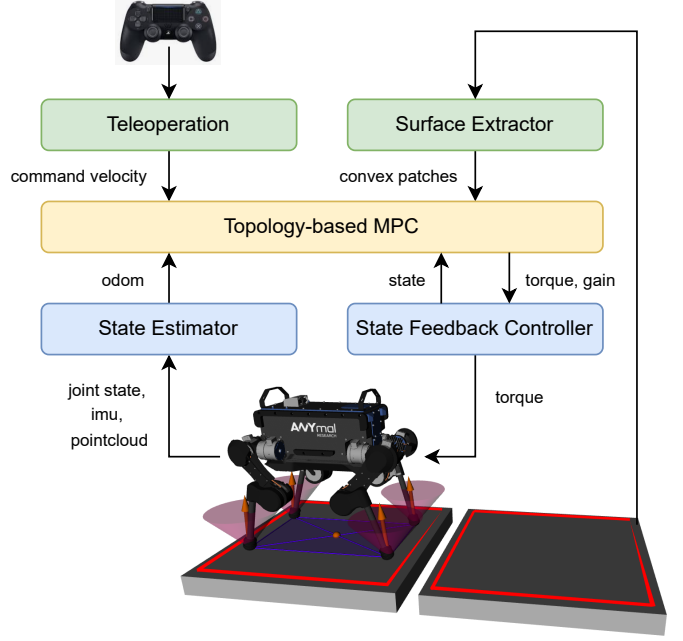 Teleoperation
Surface Extractor
command velocity
convex patches
Topology-based MPC
odom
state
torque, gain
State Estimator
State Feedback Controller
joint state,
imu,
pointcloud
torque
ANYmal
RESEARCH